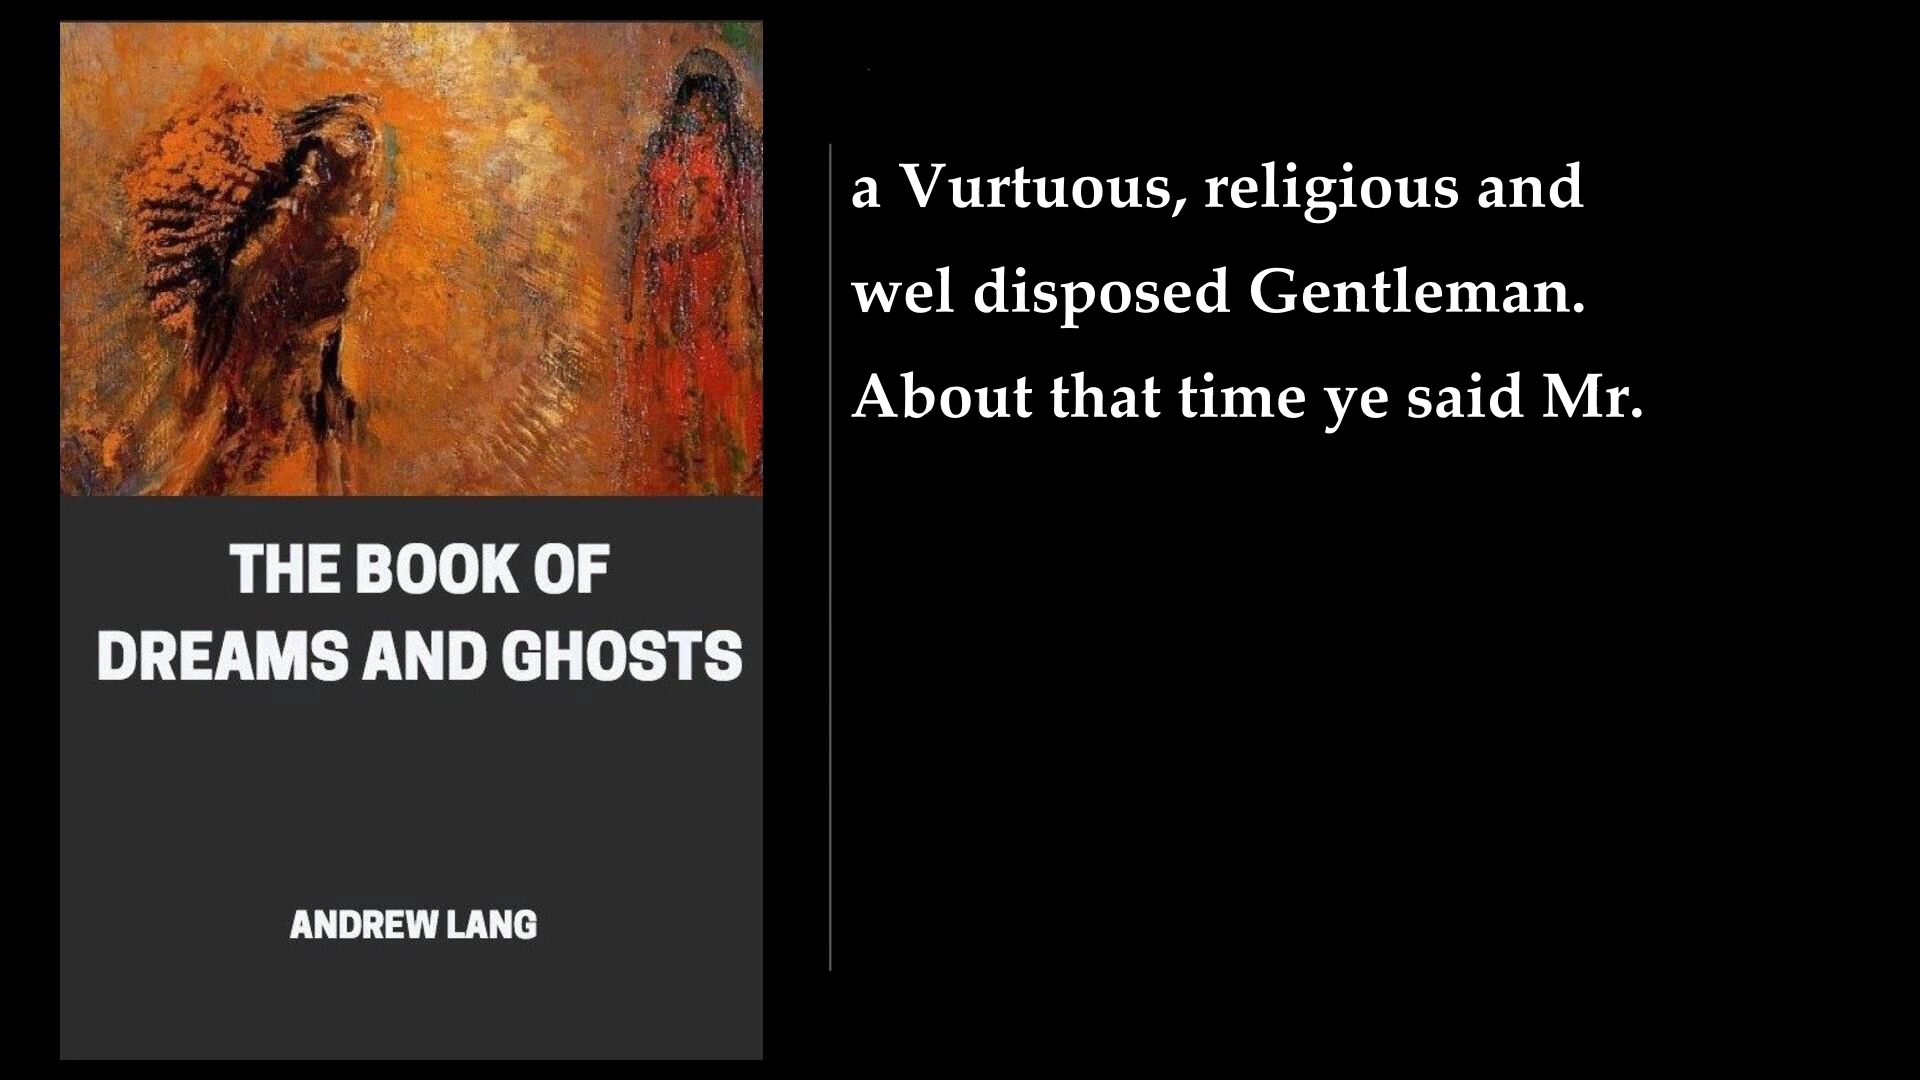 THE BOOK OF
DREAMS AND GHOSTS
ANDREW LANG
a Vurtuous, religious and
wel disposed Gentleman.
About that time ye said Mr.